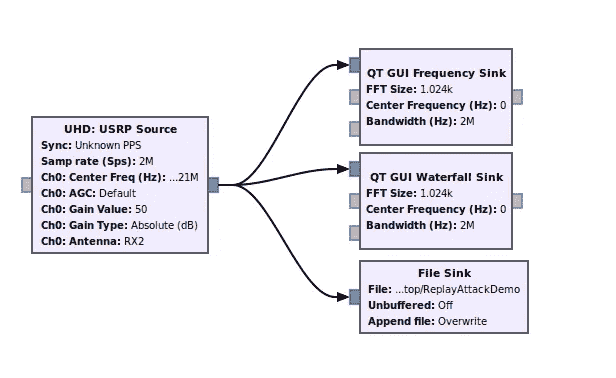 UHD: USRP Source
Sync: Unknown PPS
Samp rate (Sps): 2M
Ch0: Center Freq (Hz): ...21M
Ch0: AGC: Default
Ch0: Gain Value: 50
Ch0: Gain Type: Absolute (dB)
Ch0: Antenna: RX2
QT GUI Frequency Sink
FFT Size: 1.024k
Center Frequency (Hz): 0
Bandwidth (Hz): 2M
QT GUI Waterfall Sink
FFT Size: 1.024k
Center Frequency (Hz): 0
Bandwidth (Hz): 2M
File Sink
File: ...top/ReplayAttackDemo
Unbuffered: Off
Append file: Overwrite